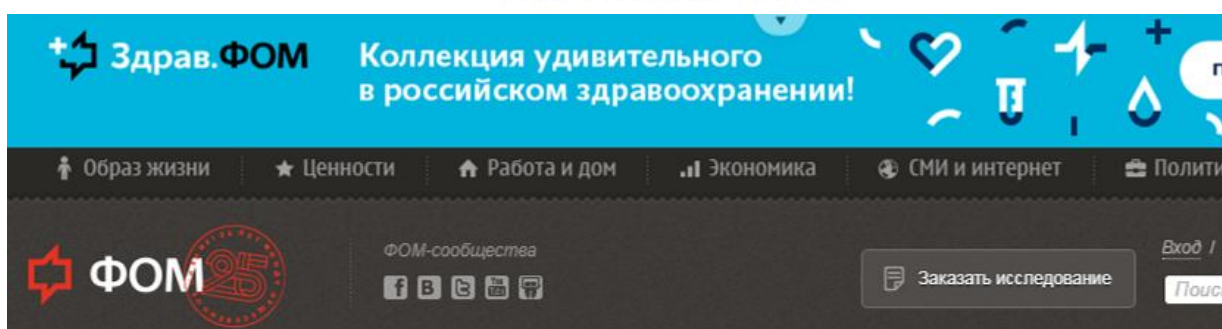 Здрав.ФОМ
Коллекция удивительного
в российском здравоохранении!
Образ жизни
Ценности
Работа и дом
Экономика
СМИ и интернет
ФОМ
25
ФОМ-сообщества
Заказать исследование
Вход /